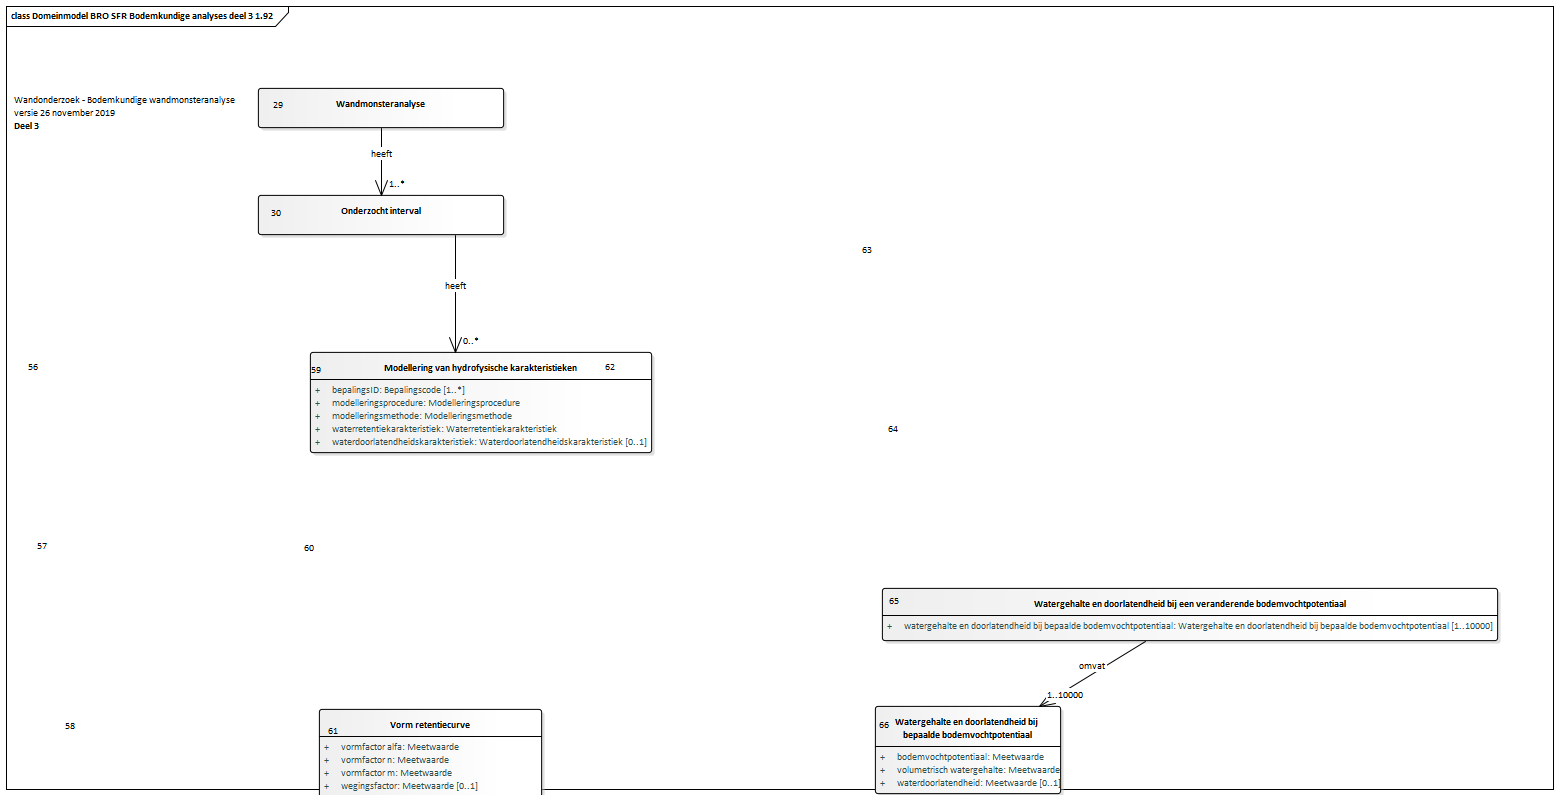 class Domeinmodel BRO SFR Bodemkundige analyses deel 3 1.92
Wandonderzoek - Bodemkundige wandmonsteranalyse
versie 26 november 2019
Deel 3
29 Wandmonsteranalyse
heeft
1..*
30 Onderzocht interval
63
heeft
0..*
56
59 Modellering van hydrofysische karakteristieken 62
+ bepalingsID: Bepalingscode [1..*]
+ modelleringsprocedure: Modelleringsprocedure
+ modelleringsmethode: Modelleringsmethode
+ waterretentiekarakteristiek: Waterretentiekarakteristiek
+ waterdoorlatendheidskarakteristiek: Waterdoorlatendheidskarakteristiek [0..1]
64
57
60
65 Watergehalte en doorlatendheid bij een veranderende bodemvochtpotentiaal
+ watergehalte en doorlatendheid bij bepaalde bodemvochtpotentiaal: Watergehalte en doorlatendheid bij bepaalde bodemvochtpotentiaal [1..10000]
omvat
1..10000
58
61 Vorm retentiecurve
+ vormfactor alfa: Meetwaarde
+ vormfactor n: Meetwaarde
+ vormfactor m: Meetwaarde
+ wegingsfactor: Meetwaarde [0..1]
66 Watergehalte en doorlatendheid bij
bepaalde bodemvochtpotentiaal
+ bodemvochtpotentiaal: Meetwaarde
+ volumetrisch watergehalte: Meetwaarde
+ waterdoorlatendheid: Meetwaarde [0..1]